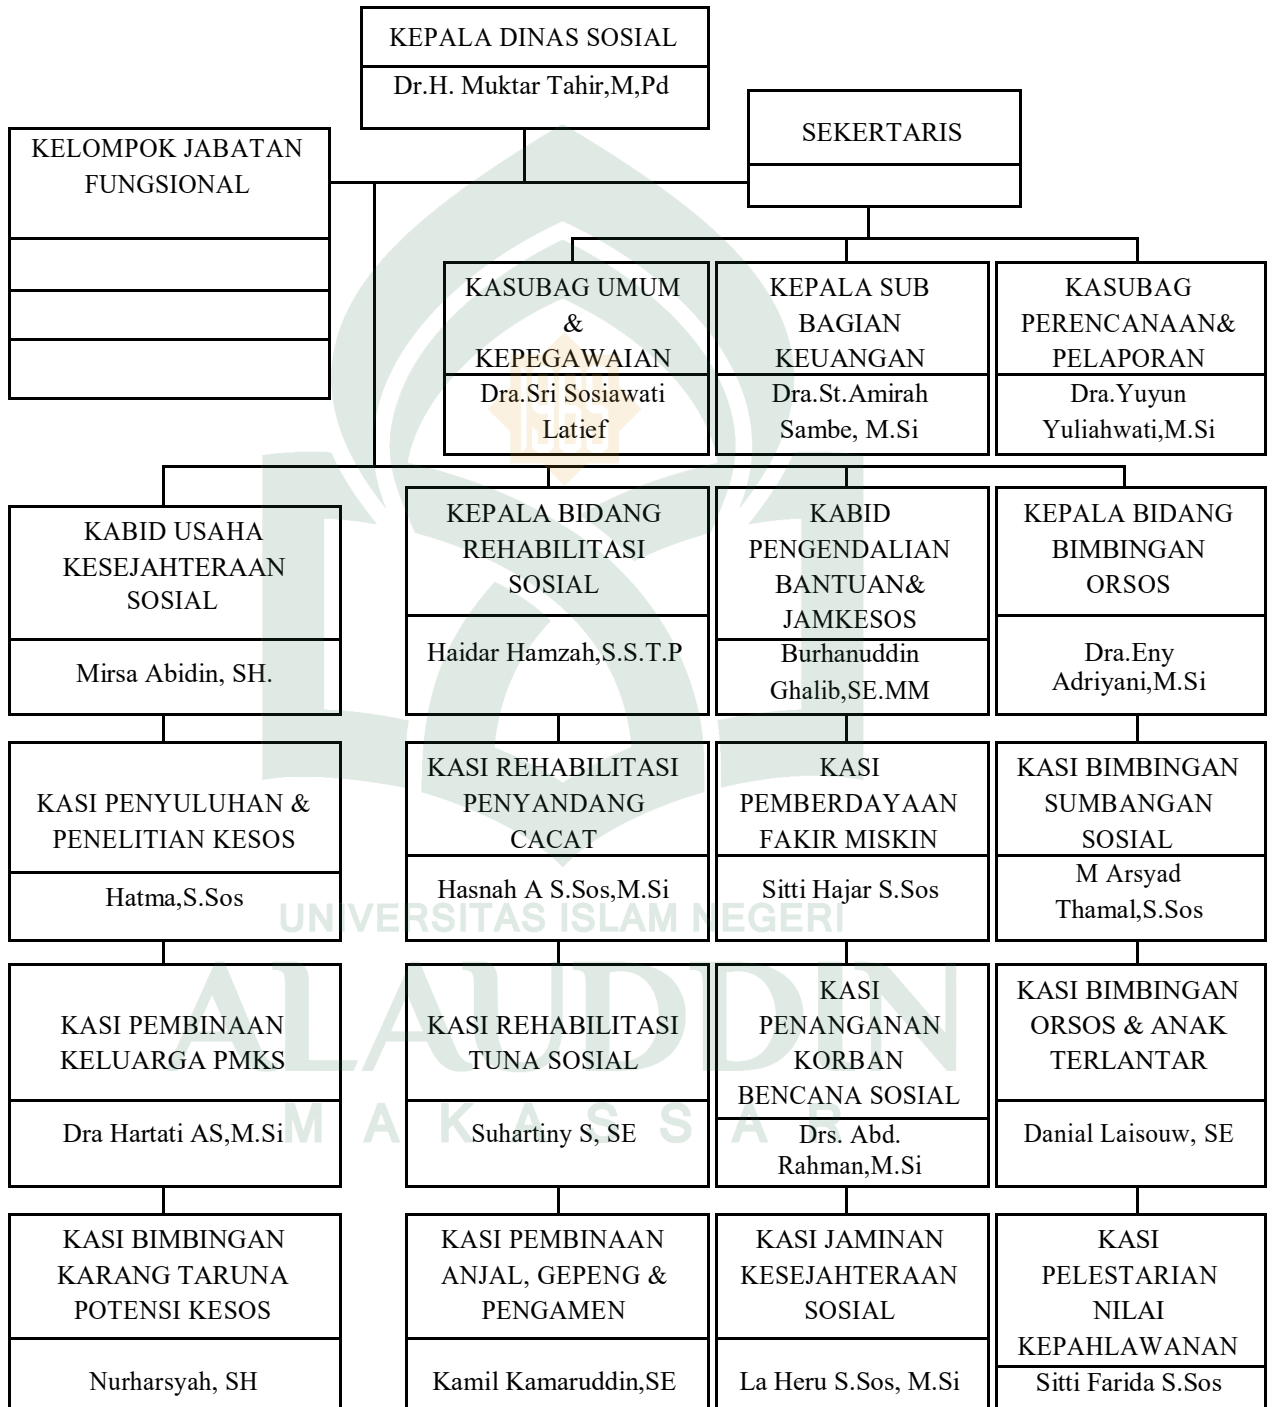 KEPALA DINAS SOSIAL
Dr.H. Muktar Tahir,M,Pd
SEKERTARIS
KELOMPOK JABATAN
FUNGSIONAL
KASUBAG UMUM
&
KEPEGAWAIAN
Dra.Sri Sosiawati
Latief
KEPALA SUB
BAGIAN
KEUANGAN
Dra.St.Amirah
Sambe, M.Si
KASUBAG
PERENCANAAN&
PELAPORAN
Dra.Yuyun
Yuliahwati,M.Si
KABID USAHA
KESEJAHTERAAN
SOSIAL
Mirsa Abidin, SH.
KEPALA BIDANG
REHABILITASI
SOSIAL
Haidar Hamzah,S.S.T.P
KABID
PENGENDALIAN
BANTUAN&
JAMKESOS
Burhanuddin
Ghalib,SE.MM
KEPALA BIDANG
BIMBINGAN
ORSOS
Dra.Eny
Adriyani,M.Si
KASI PENYULUHAN &
PENELITIAN KESOS
Hatma,S.Sos
KASI REHABILITASI
PENYANDANG
CACAT
Hasnah A S.Sos,M.Si
KASI
PEMBERDAYAAN
FAKIR MISKIN
Sitti Hajar S.Sos
KASI BIMBINGAN
SUMBANGAN
SOSIAL
M Arsyad
Thamal,S.Sos
UNIVERSITAS ISLAM NEGERI
ALAUDDIN
MAKASSAR
KASI PEMBINAAN
KELUARGA PMKS
Dra Hartati AS,M.Si
KASI REHABILITASI
TUNA SOSIAL
Suhartiny S, SE
KASI
PENANGANAN
KORBAN
BENCANA SOSIAL
Drs. Abd.
Rahman,M.Si
KASI BIMBINGAN
ORSOS & ANAK
TERLANTAR
Danial Laisouw, SE
KASI BIMBINGAN
KARANG TARUNA
POTENSI KESOS
Nurharsyah, SH
KASI PEMBINAAN
ANJAL, GEPENG &
PENGAMEN
Kamil Kamaruddin,SE
KASI JAMINAN
KESEJAHTERAAN
SOSIAL
La Heru S.Sos, M.Si
KASI
PELESTARIAN
NILAI
KEPAHLAWANAN
Sitti Farida S.Sos